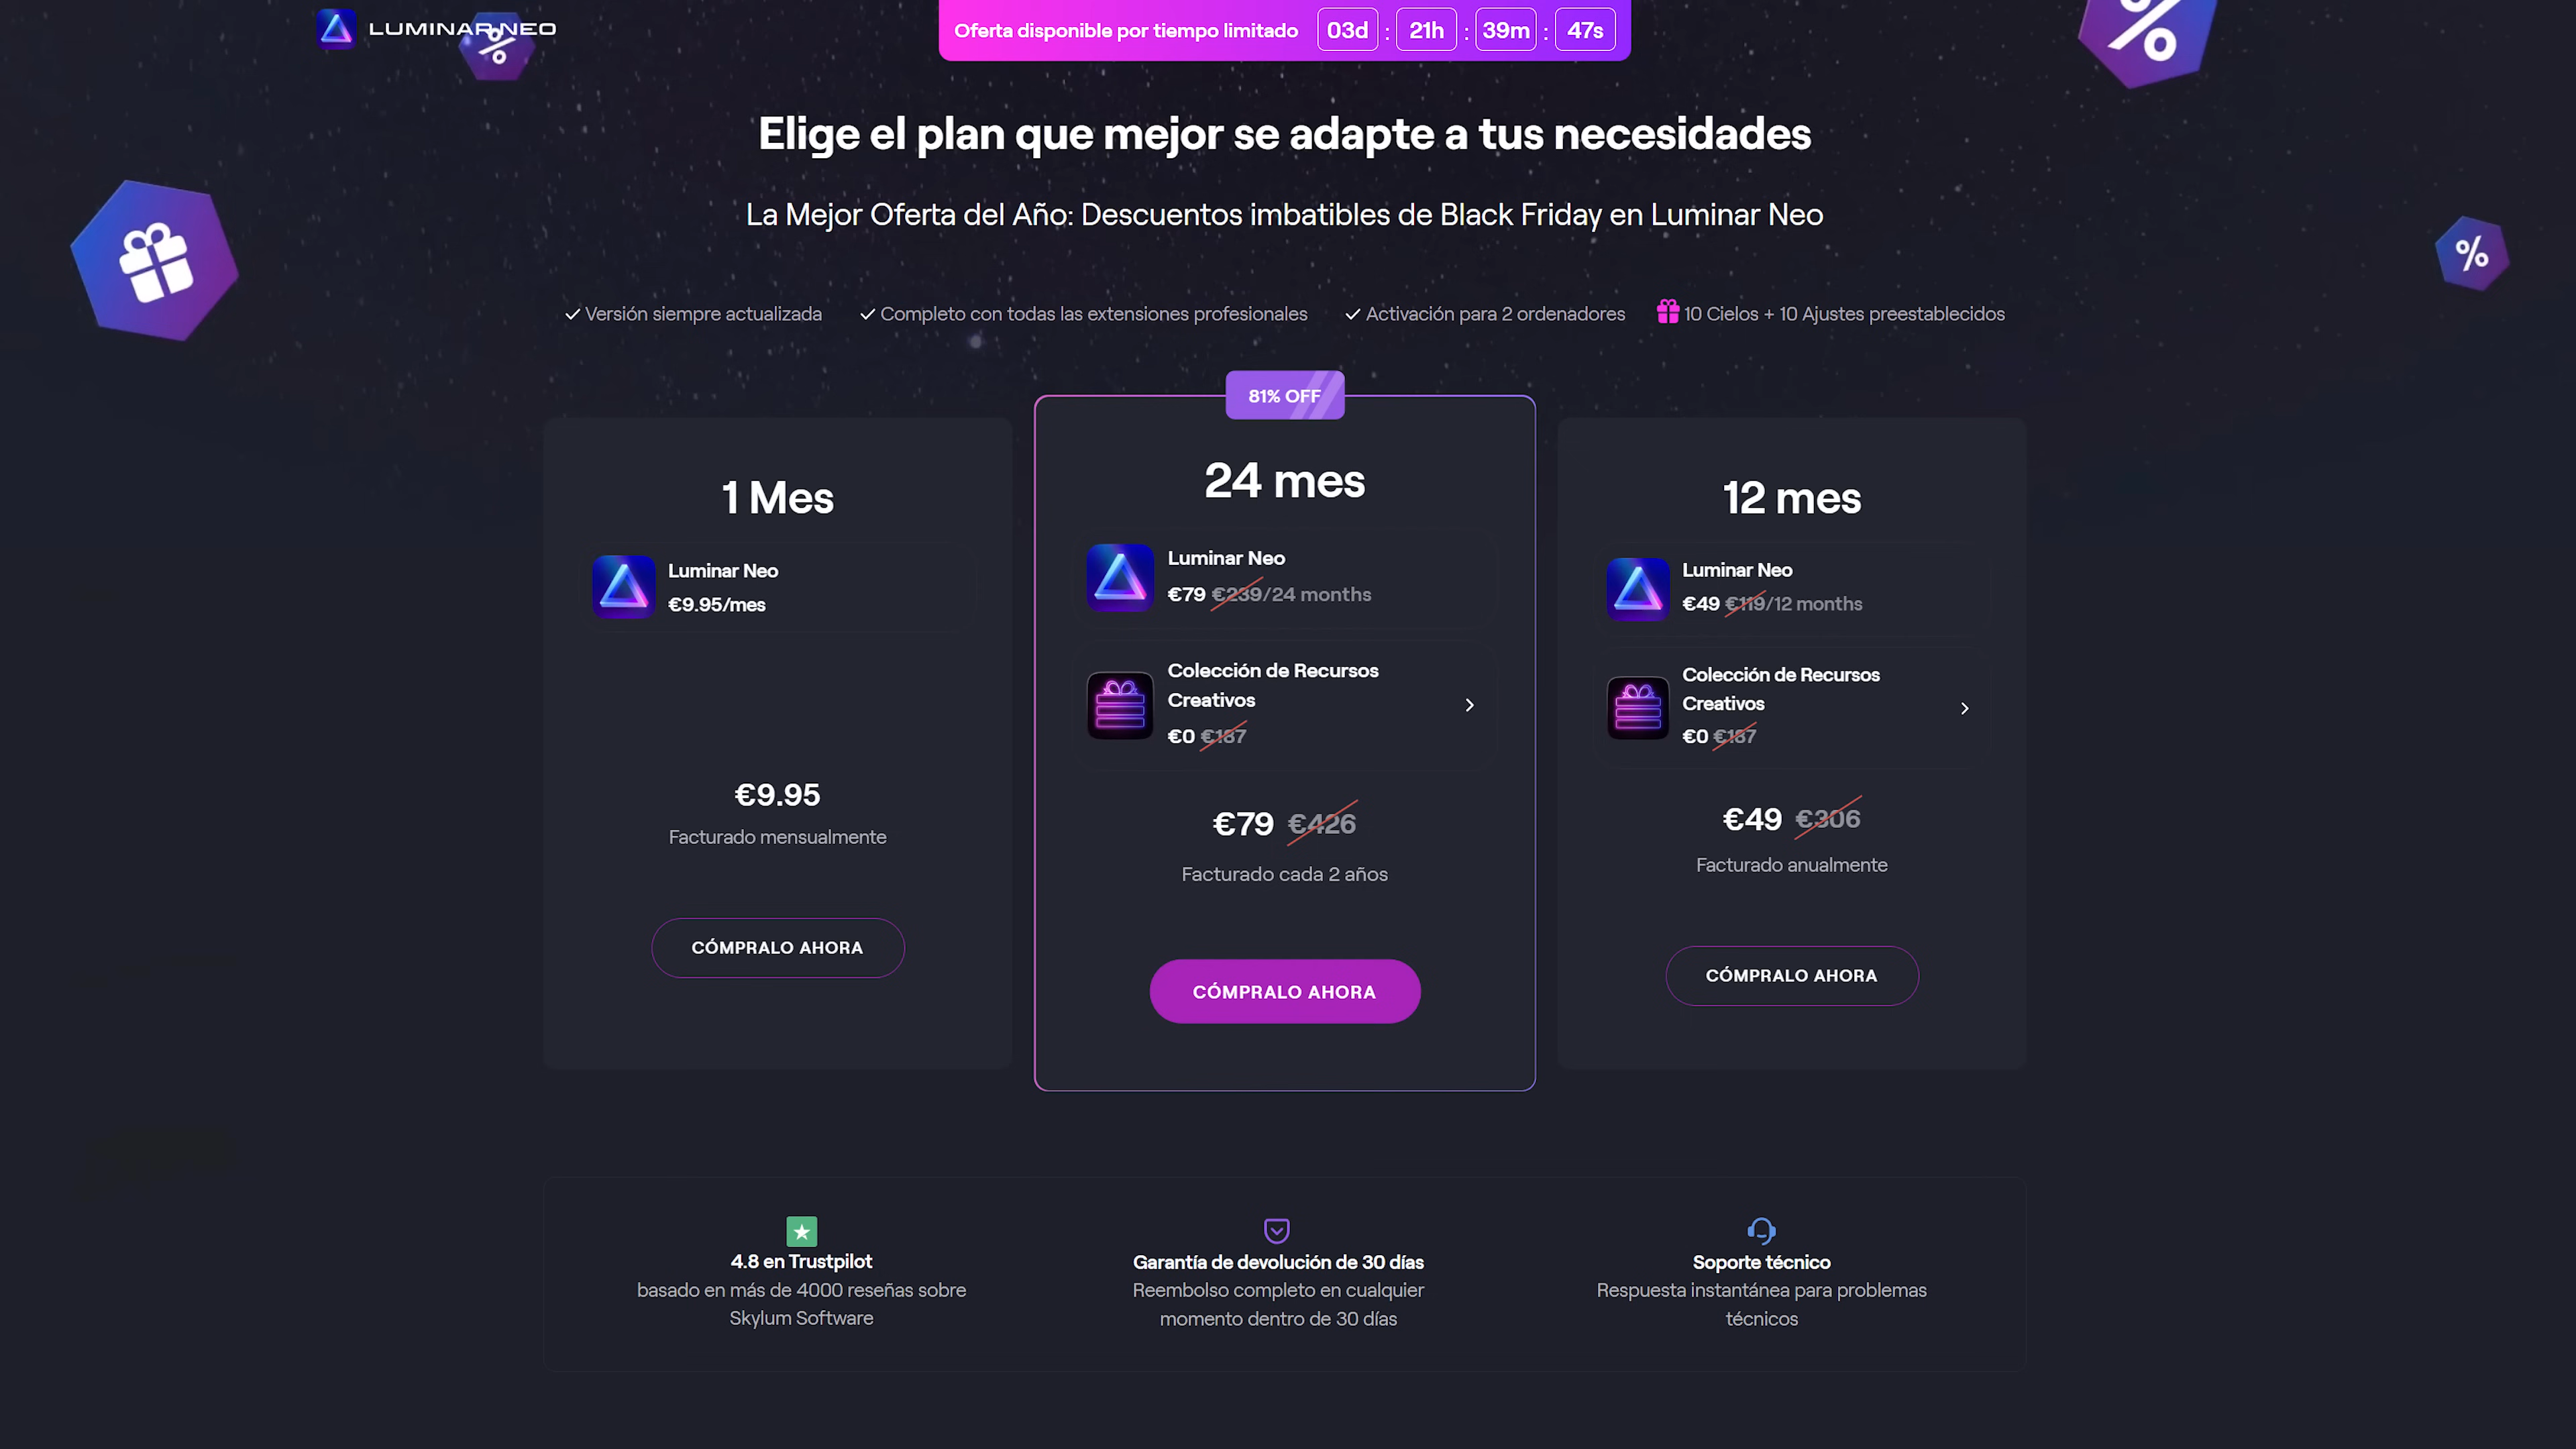 LUMINAR NEO
Oferta disponible por tiempo limitado 03d : 21h : 39m : 47s
Elige el plan que mejor se adapte a tus necesidades
La Mejor Oferta del Año: Descuentos imbatibles de Black Friday en Luminar Neo
Versión siempre actualizada
Completo con todas las extensiones profesionales
Activación para 2 ordenadores
10 Cielos + 10 Ajustes preestablecidos
1 Mes
Luminar Neo
€9.95/mes
€9.95
Facturado mensualmente
CÓMPRALO AHORA
81% OFF
24 mes
Luminar Neo
€79 €239/24 months
Colección de Recursos
Creativos
€0 €187
€79 €426
Facturado cada 2 años
CÓMPRALO AHORA
12 mes
Luminar Neo
€49 €119/12 months
Colección de Recursos
Creativos
€0 €187
€49 €306
Facturado anualmente
CÓMPRALO AHORA
4.8 en Trustpilot
basado en más de 4000 reseñas sobre
Skylum Software
Garantía de devolución de 30 días
Reembolso completo en cualquier
momento dentro de 30 días
Soporte técnico
Respuesta instantánea para problemas
técnicos